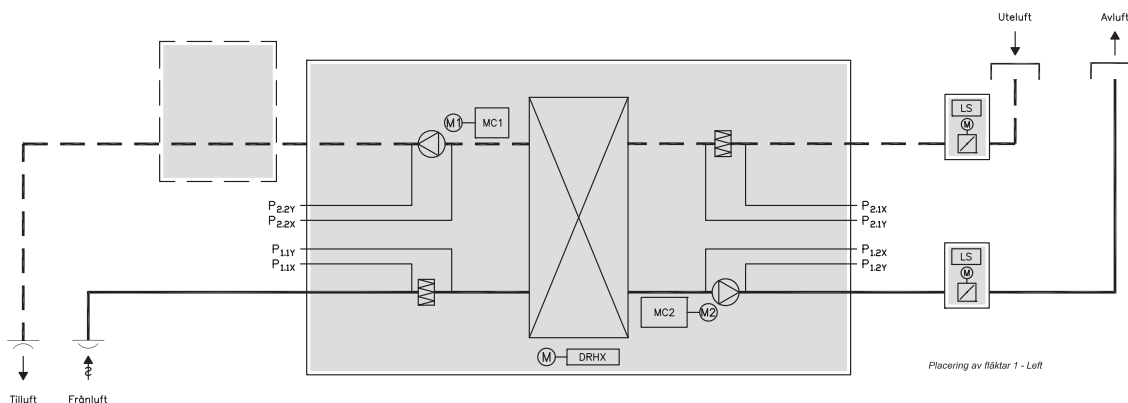 Uteluft
Avluft
LS
M
M1
MC1
P2.2Y
P2.2X
P2.1X
P2.1Y
P1.1Y
P1.1X
P1.2X
P1.2Y
LS
M
MC2
M2
M
DRHX
Placering av fläktar 1 - Left
Tilluft
Frånluft